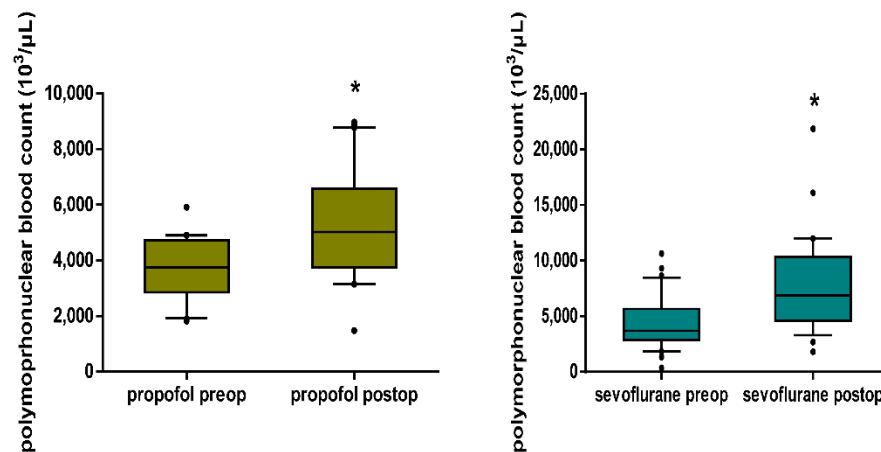 polymoprhonuclear blood count (10³/µL)
10,000
8,000
6,000
4,000
2,000
0
*
propofol preop
propofol postop
polymorphonuclear blood count (10³/µL)
25,000
20,000
15,000
10,000
5,000
0
*
sevoflurane preop
sevoflurane postop